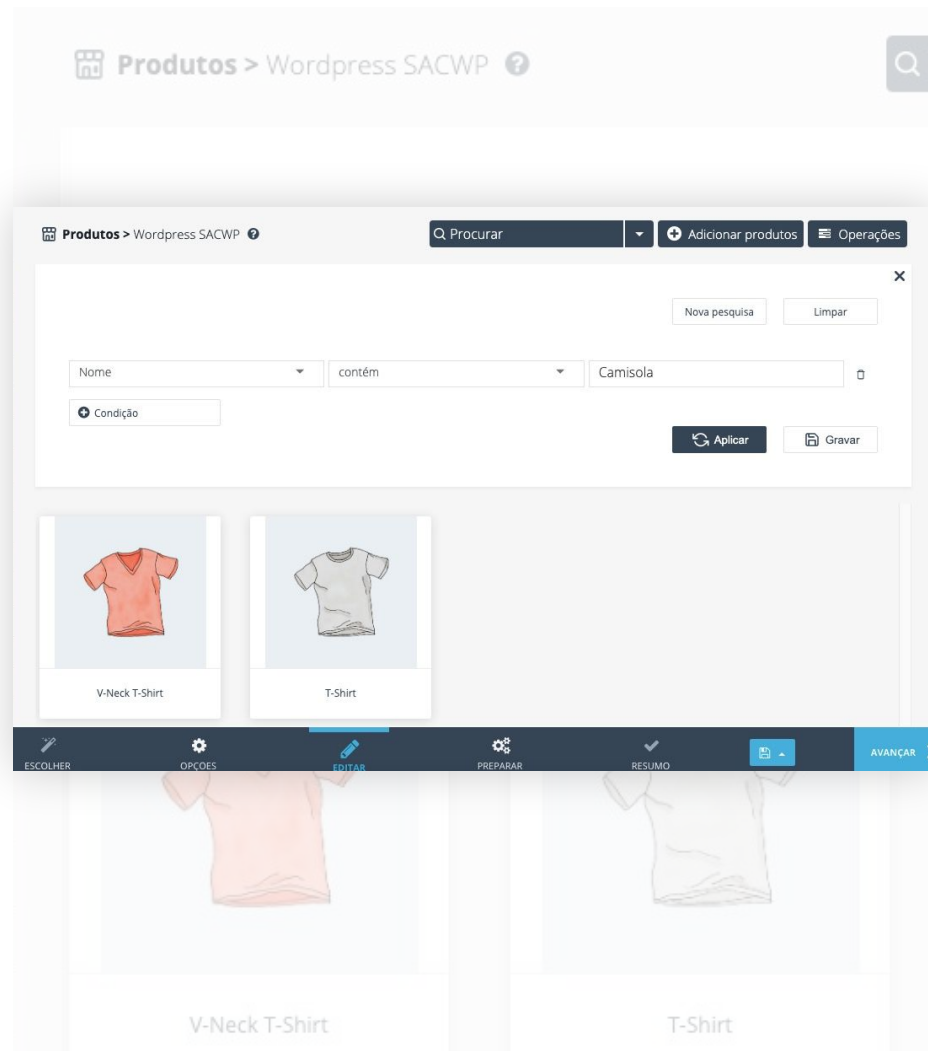 Produtos > Wordpress SACWP ?
Produtos > Wordpress SACWP ?
Procurar
Adicionar produtos
Operações
Nova pesquisa
Limpar
Nome
contém
Camisola
Condição
Aplicar
Gravar
V-Neck T-Shirt
T-Shirt
ESCOLHER
OPÇOES
EDITAR
PREPARAR
RESUMO
AVANÇAR
V-Neck T-Shirt
T-Shirt